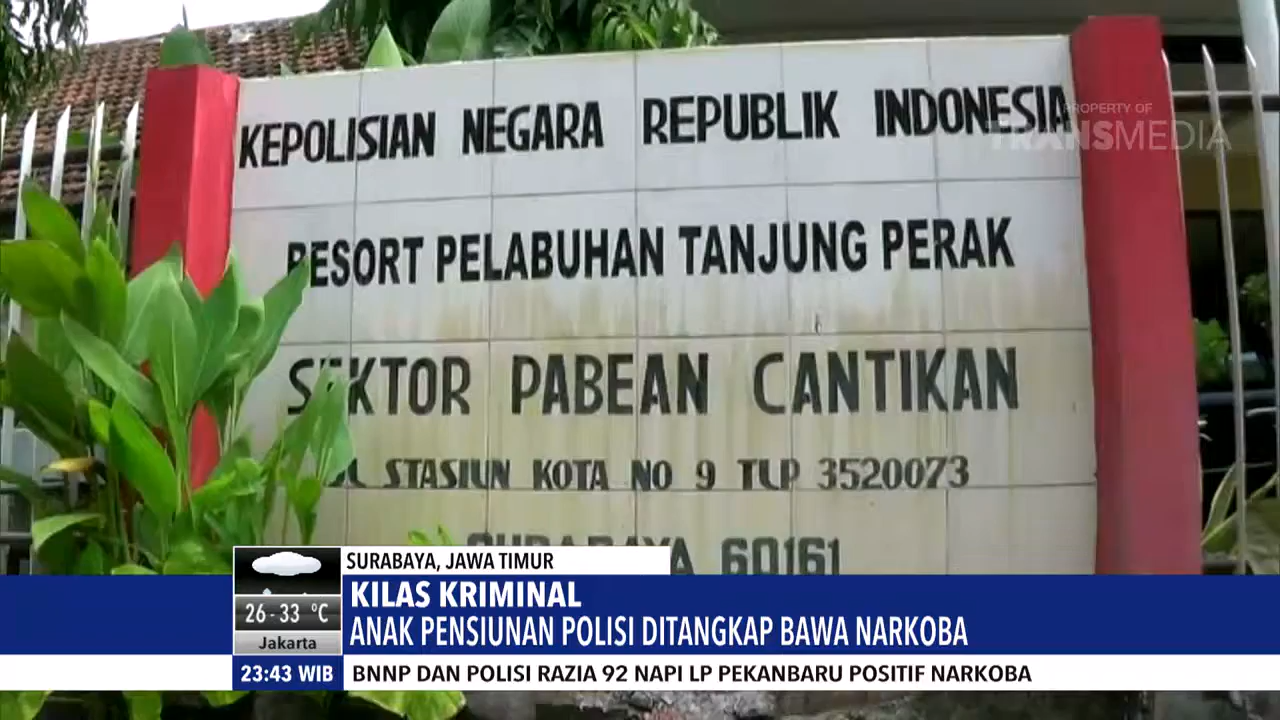 KEPOLISIAN NEGARA REPUBLIK INDONESIA
PROPERTY OF
TRANSMEDIA
RESORT PELABUHAN TANJUNG PERAK
SEKTOR PABEAN CANTIKAN
JL STASIUN KOTA NO 9 TLP 3520073
SURABAYA 60161
SURABAYA, JAWA TIMUR
KILAS KRIMINAL
26-33 °C
ANAK PENSIUNAN POLISI DITANGKAP BAWA NARKOBA
Jakarta
23:43 WIB
BNNP DAN POLISI RAZIA 92 NAPI LP PEKANBARU POSITIF NARKOBA